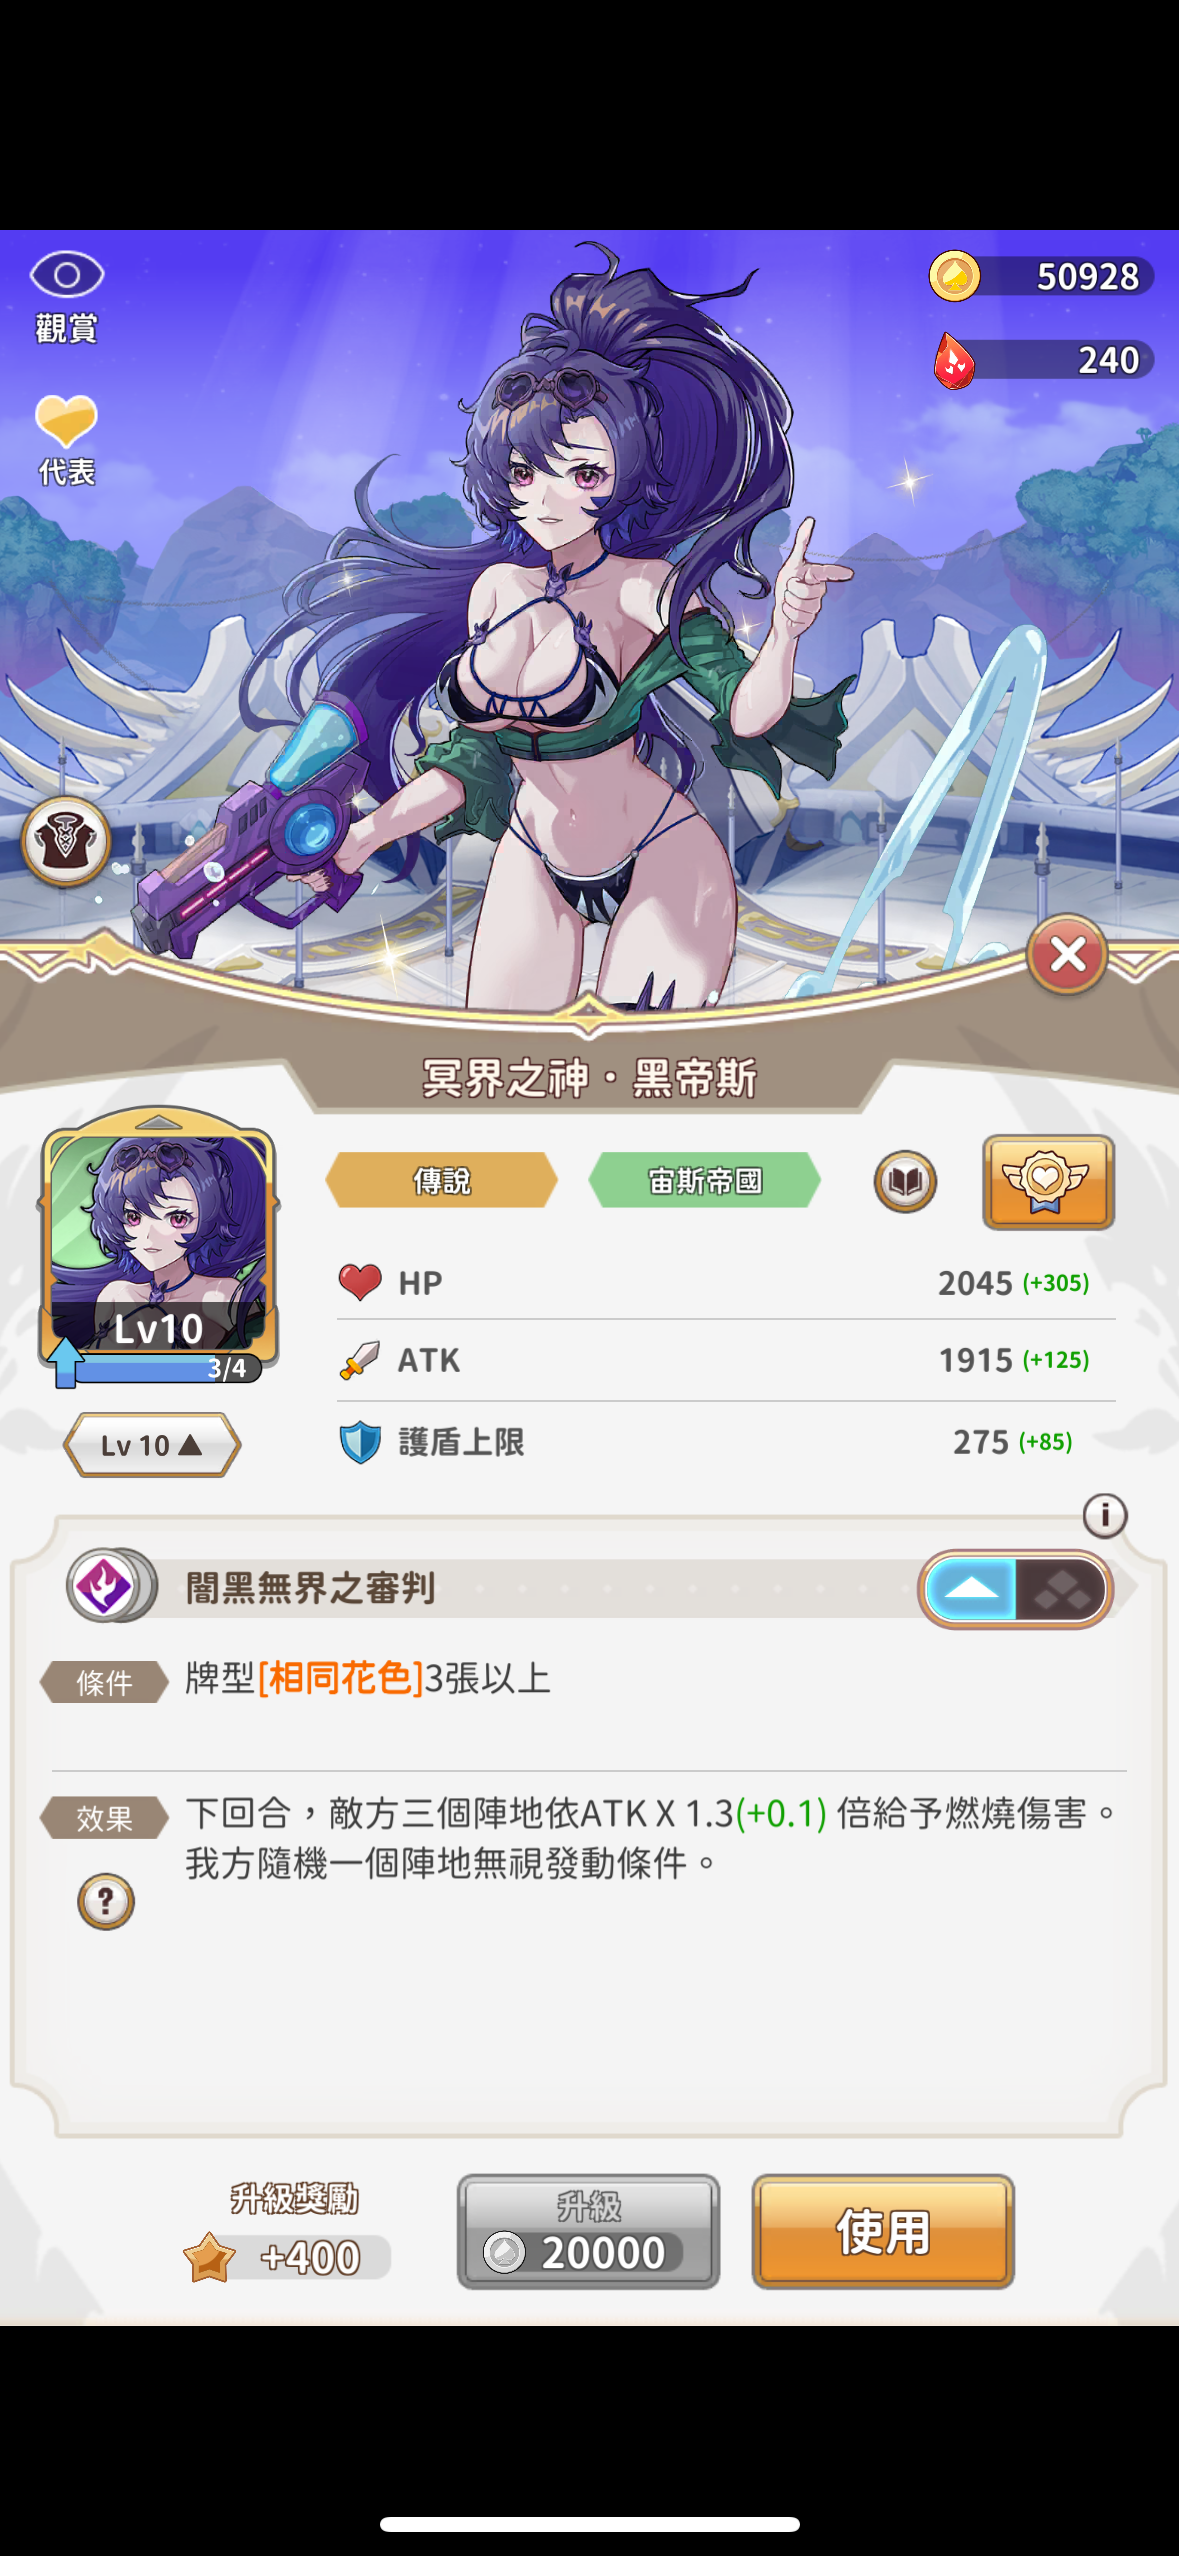 觀賞
50928
240
代表
冥界之神・黑帝斯
傳說
宙斯帝國
Lv10
3/4
Lv 10 ▲
HP
2045 (+305)
ATK
1915 (+125)
護盾上限
275 (+85)
i
闇黑無界之審判
條件
牌型[相同花色]3張以上
效果
下回合，敵方三個陣地依ATK X 1.3(+0.1) 倍給予燃燒傷害。
我方隨機一個陣地無視發動條件。
?
升級獎勵
+400
升級
20000
使用